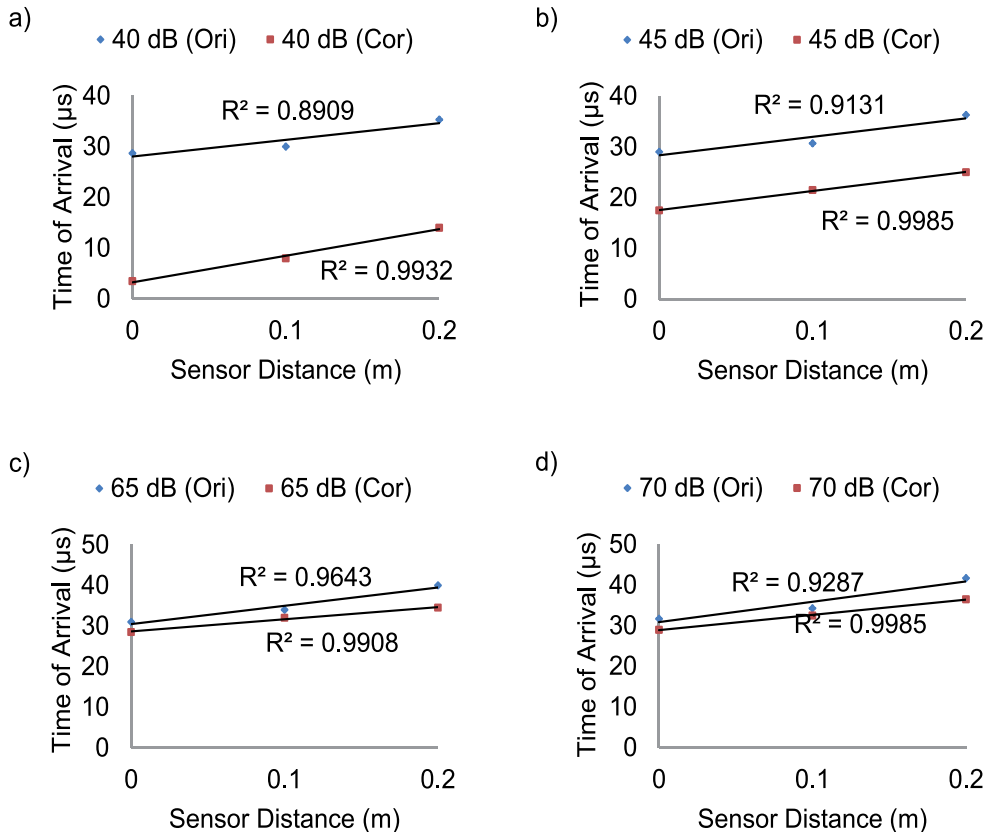 a)
40 dB (Ori) 40 dB (Cor)
Time of Arrival (µs)
40
30
20
10
0
R² = 0.8909
R² = 0.9932
0 0.1 0.2
Sensor Distance (m)
b)
45 dB (Ori) 45 dB (Cor)
Time of Arrival (µs)
40
30
20
10
0
R² = 0.9131
R² = 0.9985
0 0.1 0.2
Sensor Distance (m)
c)
65 dB (Ori) 65 dB (Cor)
Time of Arrival (µs)
50
40
30
20
10
0
R² = 0.9643
R² = 0.9908
0 0.1 0.2
Sensor Distance (m)
d)
70 dB (Ori) 70 dB (Cor)
Time of Arrival (µs)
50
40
30
20
10
0
R² = 0.9287
R² = 0.9985
0 0.1 0.2
Sensor Distance (m)